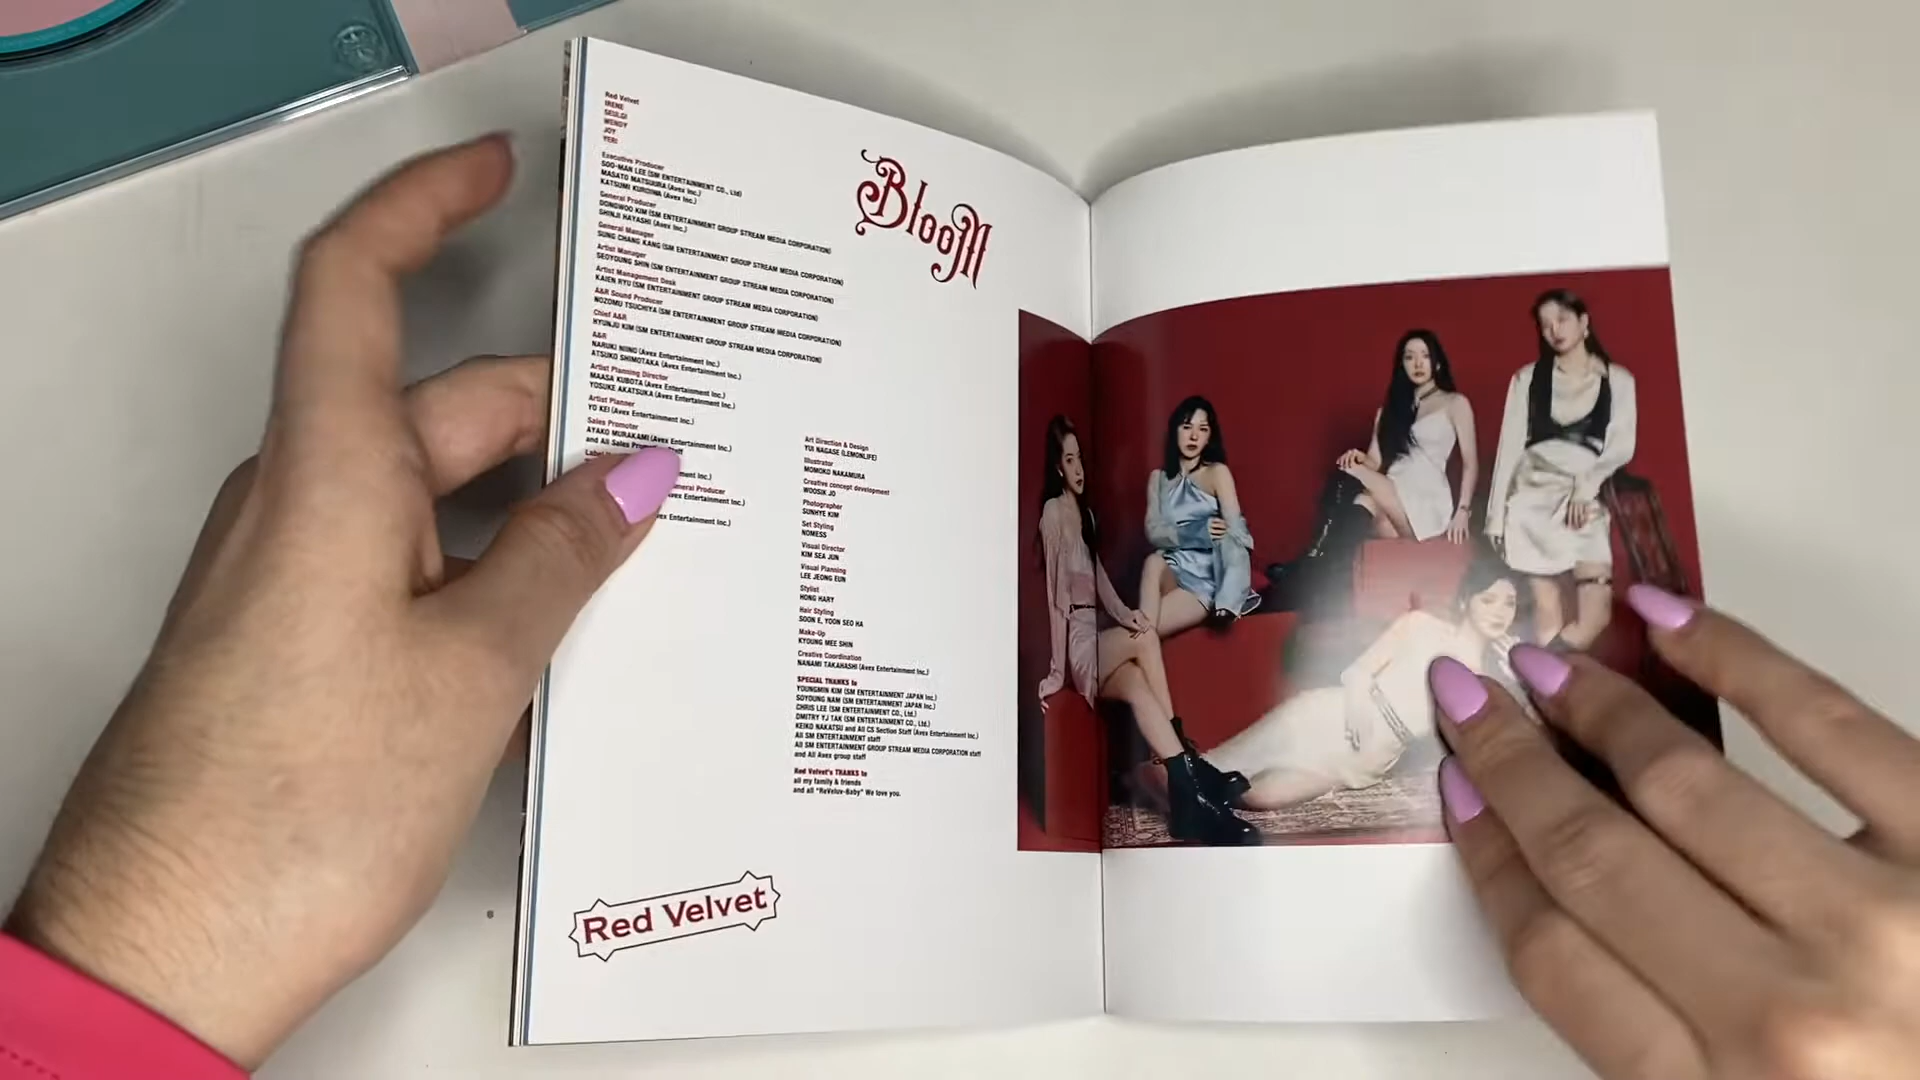 Red Velvet
IRENE
SEULGI
WENDY
JOY
YERI
Executive Producer
SOO-MAN LEE (SM ENTERTAINMENT CO., Ltd)
MASATO MATSUURA (Avex Inc.)
KATSUMI KUROIWA (Avex Inc.)
General Producer
DONGWOO KIM (SM ENTERTAINMENT GROUP STREAM MEDIA CORPORATION)
SHINJI HAYASHI (Avex Inc.)
General Manager
SUNG CHANG KANG (SM ENTERTAINMENT GROUP STREAM MEDIA CORPORATION)
Artist Manager
SEOYOUNG SHIN (SM ENTERTAINMENT GROUP STREAM MEDIA CORPORATION)
Artist Management Desk
KAIEN RYU (SM ENTERTAINMENT GROUP STREAM MEDIA CORPORATION)
A&R Sound Producer
NOZOMU TSUCHIYA (SM ENTERTAINMENT GROUP STREAM MEDIA CORPORATION)
Chief A&R
HYUNJU KIM (SM ENTERTAINMENT GROUP STREAM MEDIA CORPORATION)
A&R
NARUKI NIINO (Avex Entertainment Inc.)
ATSUKO SHIMOTAKA (Avex Entertainment Inc.)
Artist Planning Director
MAASA KUBOTA (Avex Entertainment Inc.)
YOSUKE AKATSUKA (Avex Entertainment Inc.)
Artist Planner
YO KEI (Avex Entertainment Inc.)
Sales Promoter
AYAKO MURAKAMI (Avex Entertainment Inc.)
and All Sales
Inc.)
General Producer
Entertainment Inc.)
Entertainment Inc.)
BlooM
Art Direction & Design
YUI NAGASE (LEMONLIFE)
Illustrator
MOMOKO NAKAMURA
Creative concept development
WOOSIK JO
Photographer
SUNHYE KIM
Set Styling
NOMESS
Visual Director
KIM SEA JUN
Visual Planning
LEE JEONG EUN
Stylist
HONG HARY
Hair Styling
SOON E, YOON SEO HA
Make-Up
KYOUNG MEE SHIN
Creative Coordination
NANAMI TAKAHASHI (Avex Entertainment Inc.)
SPECIAL THANKS to
YOUNGMIN KIM (SM ENTERTAINMENT JAPAN Inc.)
SOYOUNG NAM (SM ENTERTAINMENT JAPAN Inc.)
CHRIS LEE (SM ENTERTAINMENT CO., Ltd.)
DMITRY YJ TAK (SM ENTERTAINMENT CO., Ltd.)
KEIKO NAKATSU and All CS Section Staff (Avex Entertainment Inc.)
All SM ENTERTAINMENT staff
All SM ENTERTAINMENT GROUP STREAM MEDIA CORPORATION staff
and All Avex group staff
Red Velvet's THANKS to
all my family & friends
and all "ReVeluv-Baby" We love you.
Red Velvet